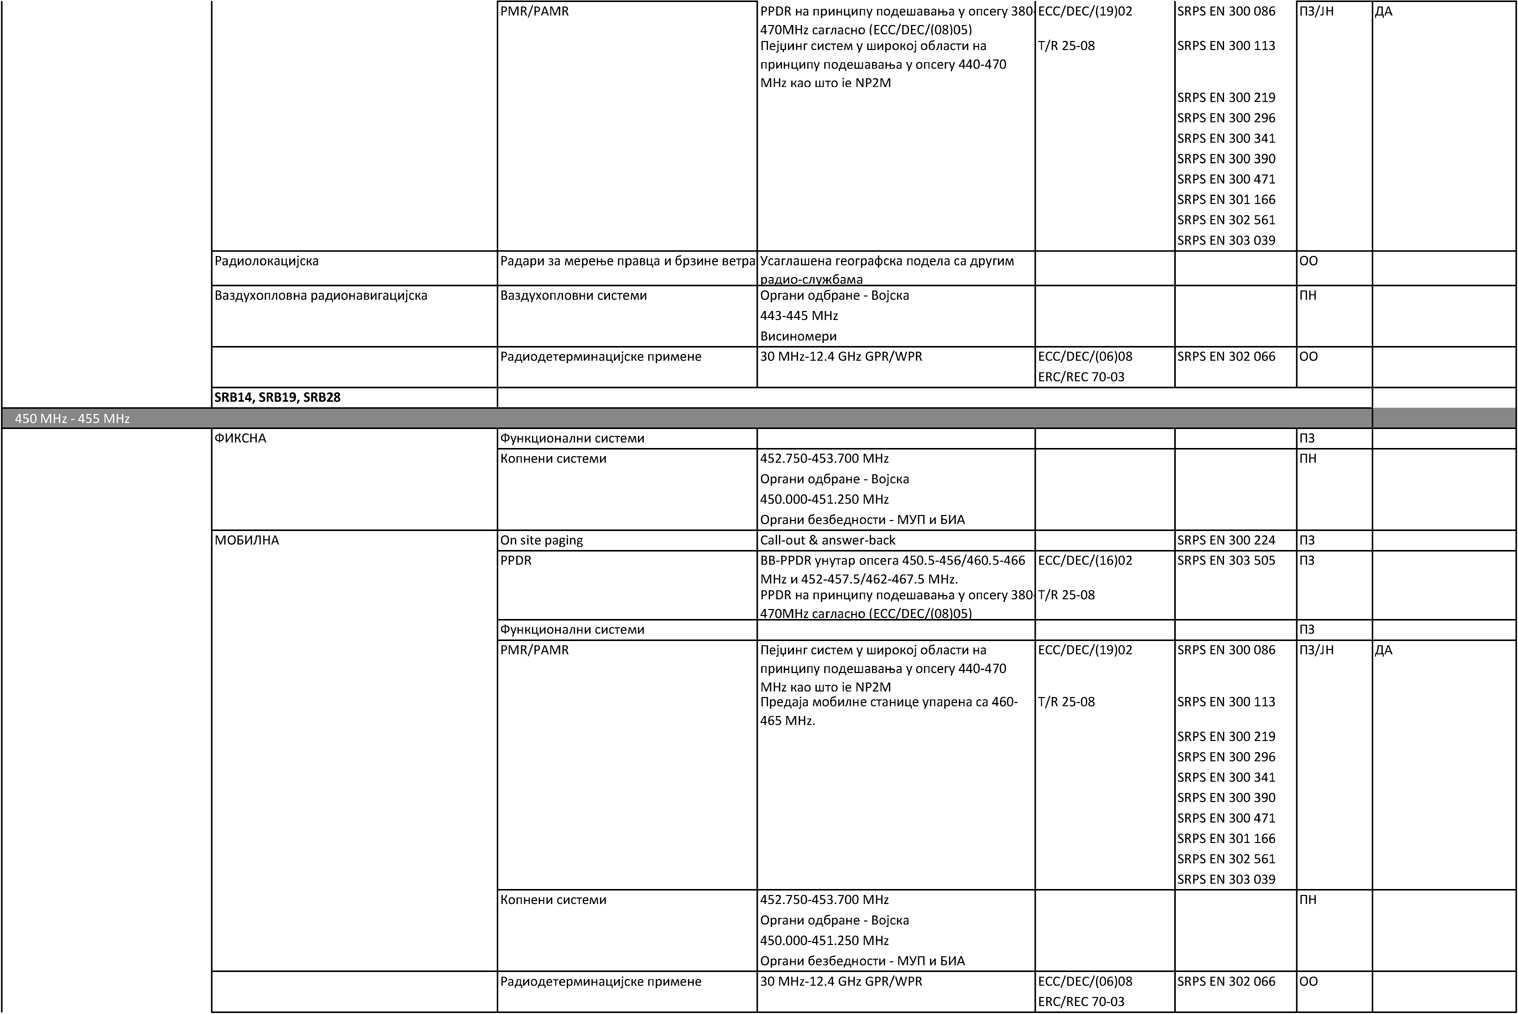 PMR/PAMR
PPDR на принципу подешавања у опсегу 380-
470MHz сагласно (ECC/DEC/(08)05)
ECC/DEC/(19)02
SRPS EN 300 086
ПЗ/ЈН
ДА
Пејџинг систем у широкој области на
принципу подешавања у опсегу 440-470
MHz као што је NP2M
T/R 25-08
SRPS EN 300 113
SRPS EN 300 219
SRPS EN 300 296
SRPS EN 300 341
SRPS EN 300 390
SRPS EN 300 471
SRPS EN 301 166
SRPS EN 302 561
SRPS EN 303 039
Радиолокацијска
Радари за мерење правца и брзине ветра
Усаглашена географска подела са другим
радио-службама
ОО
Ваздухопловна радионавигацијска
Ваздухопловни системи
Органи одбране - Војска
443-445 MHz
Висиномери
ПН
Радиодетерминацијске примене
30 MHz-12.4 GHz GPR/WPR
ECC/DEC/(06)08
ERC/REC 70-03
SRPS EN 302 066
ОО
SRB14, SRB19, SRB28
450 MHz - 455 MHz
ФИКСНА
Функционални системи
ПЗ
Копнени системи
452.750-453.700 MHz
Органи одбране - Војска
450.000-451.250 MHz
Органи безбедности - МУП и БИА
ПН
МОБИЛНА
On site paging
Call-out & answer-back
SRPS EN 300 224
ПЗ
PPDR
BB-PPDR унутар опсега 450.5-456/460.5-466
MHz и 452-457.5/462-467.5 MHz.
ECC/DEC/(16)02
SRPS EN 303 505
ПЗ
PPDR на принципу подешавања у опсегу 380-
470MHz сагласно (ECC/DEC/(08)05)
T/R 25-08
Функционални системи
ПЗ
PMR/PAMR
Пејџинг систем у широкој области на
принципу подешавања у опсегу 440-470
MHz као што је NP2M
ECC/DEC/(19)02
SRPS EN 300 086
ПЗ/ЈН
ДА
Предаја мобилне станице упарена са 460-
465 MHz.
T/R 25-08
SRPS EN 300 113
SRPS EN 300 219
SRPS EN 300 296
SRPS EN 300 341
SRPS EN 300 390
SRPS EN 300 471
SRPS EN 301 166
SRPS EN 302 561
SRPS EN 303 039
Копнени системи
452.750-453.700 MHz
Органи одбране - Војска
450.000-451.250 MHz
Органи безбедности - МУП и БИА
ПН
Радиодетерминацијске примене
30 MHz-12.4 GHz GPR/WPR
ECC/DEC/(06)08
ERC/REC 70-03
SRPS EN 302 066
ОО